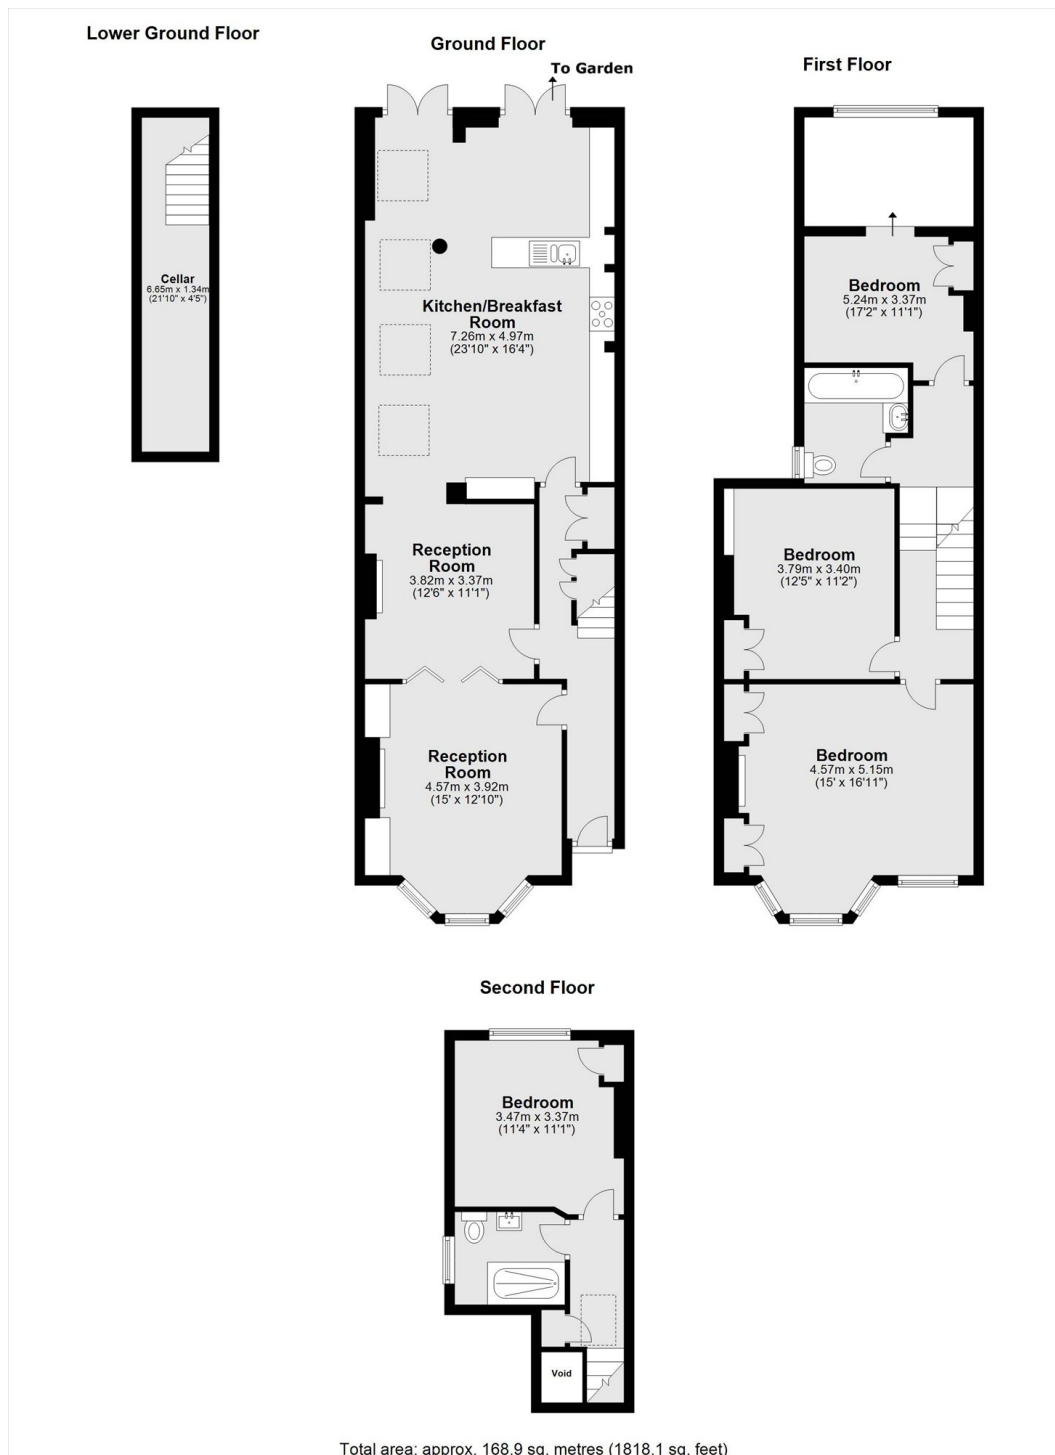 Lower Ground Floor
Cellar
6.65m x 1.34m
(21'10" x 4'5")
Ground Floor
To Garden
Kitchen/Breakfast
Room
7.26m x 4.97m
(23'10" x 16'4")
Reception
Room
3.82m x 3.37m
(12'6" x 11'1")
Reception
Room
4.57m x 3.92m
(15' x 12'10")
First Floor
Bedroom
5.24m x 3.37m
(17'2" x 11'1")
Bedroom
3.79m x 3.40m
(12'5" x 11'2")
Bedroom
4.57m x 5.15m
(15' x 16'11")
Second Floor
Bedroom
3.47m x 3.37m
(11'4" x 11'1")
Void
Total area: approx. 168.9 sq. metres (1818.1 sq. feet)